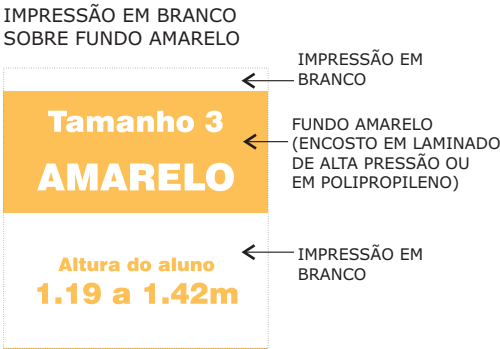 IMPRESSÃO EM BRANCO
SOBRE FUNDO AMARELO
IMPRESSÃO EM
BRANCO
Tamanho 3
AMARELO
FUNDO AMARELO
(ENCOSTO EM LAMINADO
DE ALTA PRESSÃO OU
EM POLIPROPILENO)
IMPRESSÃO EM
BRANCO
Altura do aluno
1.19 a 1.42m